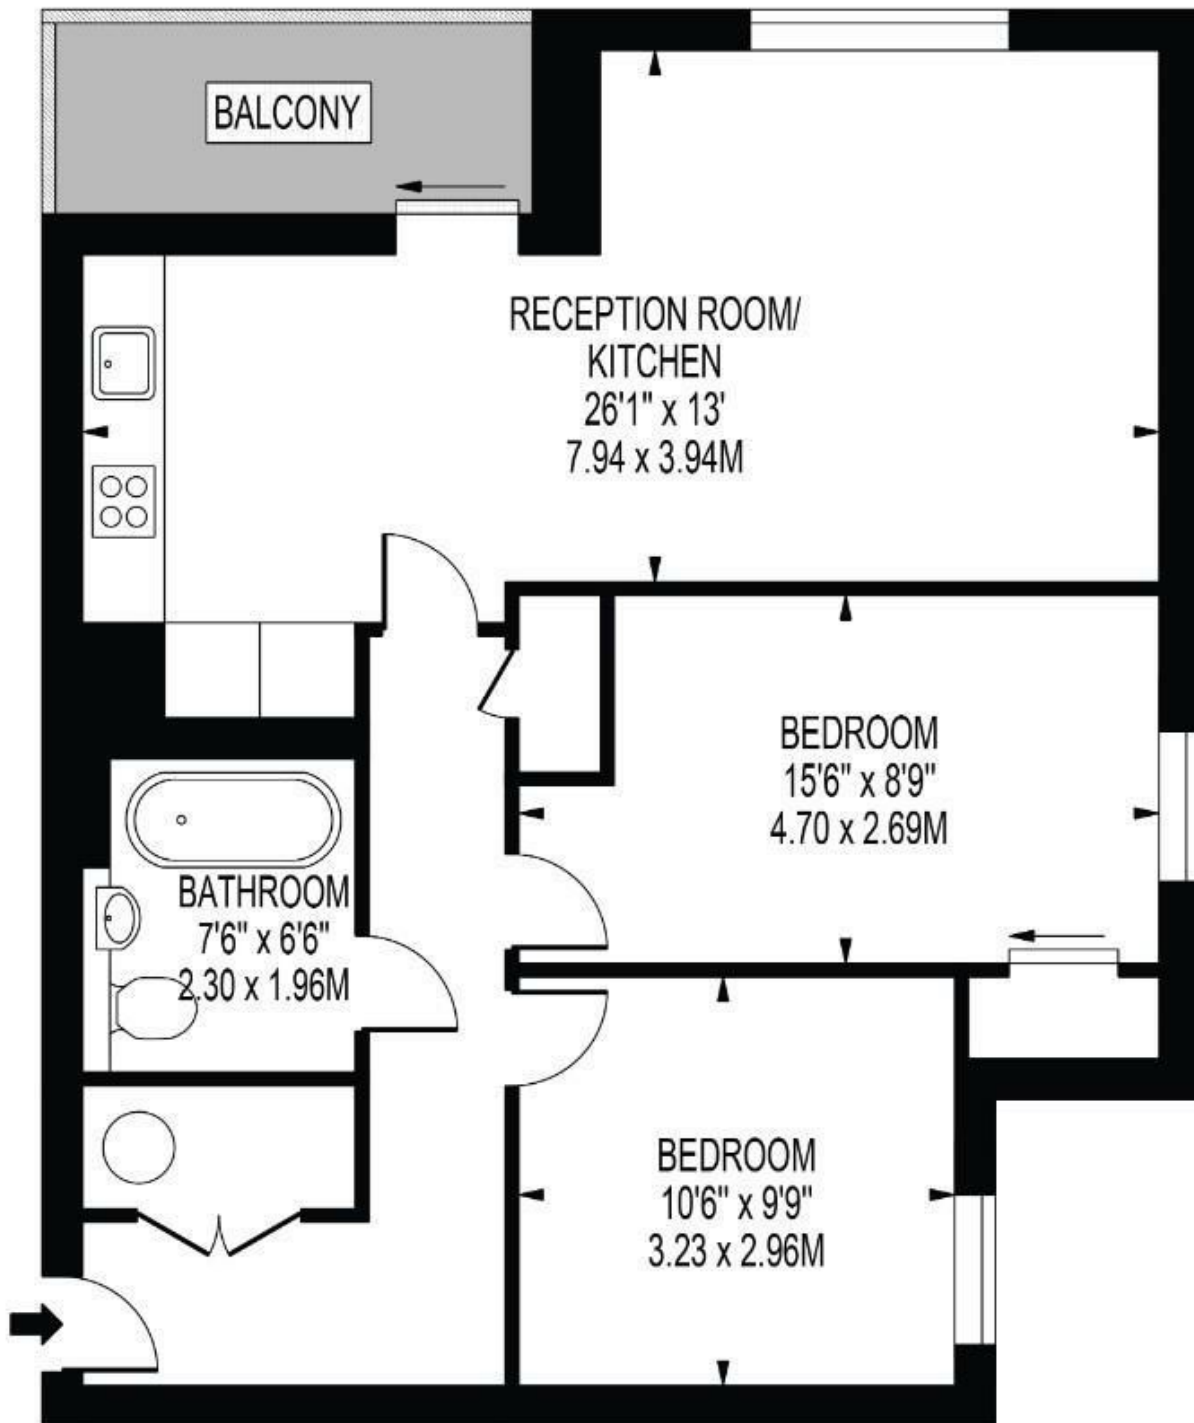 BALCONY
RECEPTION ROOM/
KITCHEN
26'1" x 13'
7.94 x 3.94M
BEDROOM
15'6" x 8'9"
4.70 x 2.69M
BATHROOM
7'6" x 6'6"
2.30 x 1.96M
BEDROOM
10'6" x 9'9"
3.23 x 2.96M